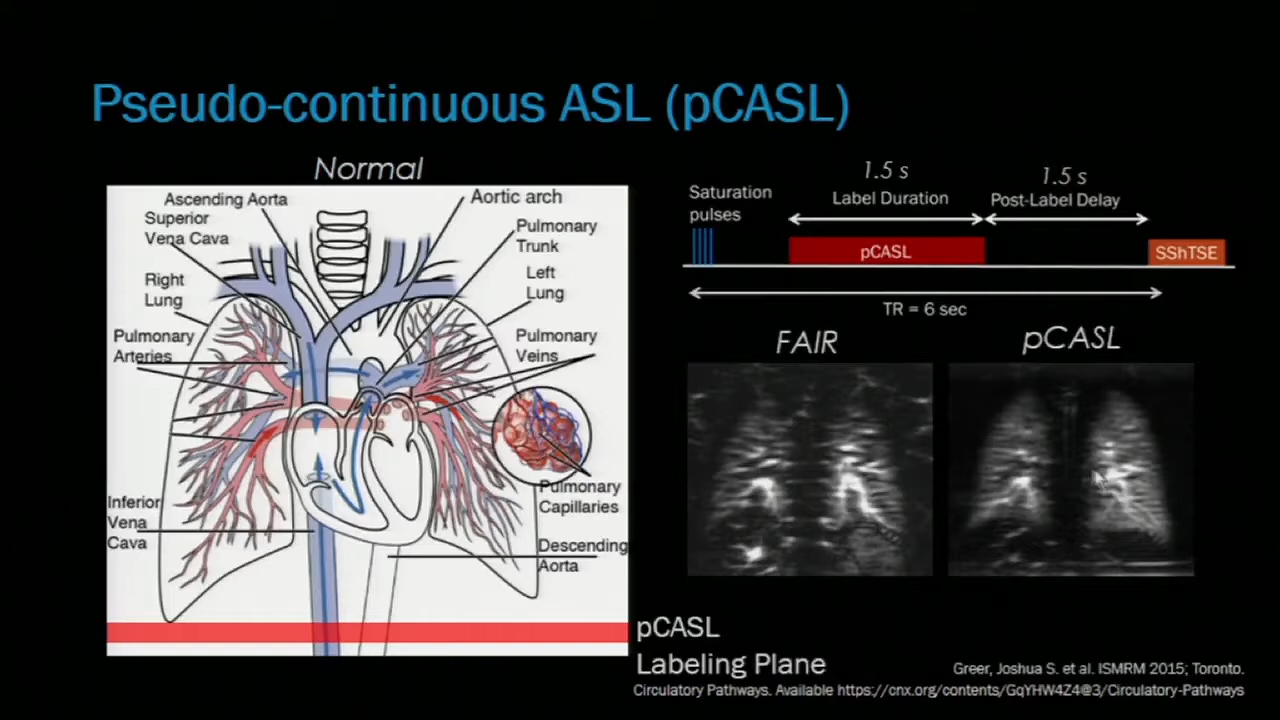 Pseudo-continuous ASL (pCASL)
Normal
Ascending Aorta
Superior
Vena Cava
Right
Lung
Pulmonary
Arteries
Inferior
Vena
Cava
Aortic arch
Pulmonary
Trunk
Left
Lung
Pulmonary
Veins
Pulmonary
Capillaries
Descending
Aorta
Saturation
pulses
1.5 s
Label Duration
1.5 s
Post-Label Delay
pCASL
SShTSE
TR = 6 sec
FAIR
pCASL
pCASL
Labeling Plane
Greer, Joshua S. et al. ISMRM 2015; Toronto.
Circulatory Pathways. Available https://cnx.org/contents/GqYHW4Z4@3/Circulatory-Pathways